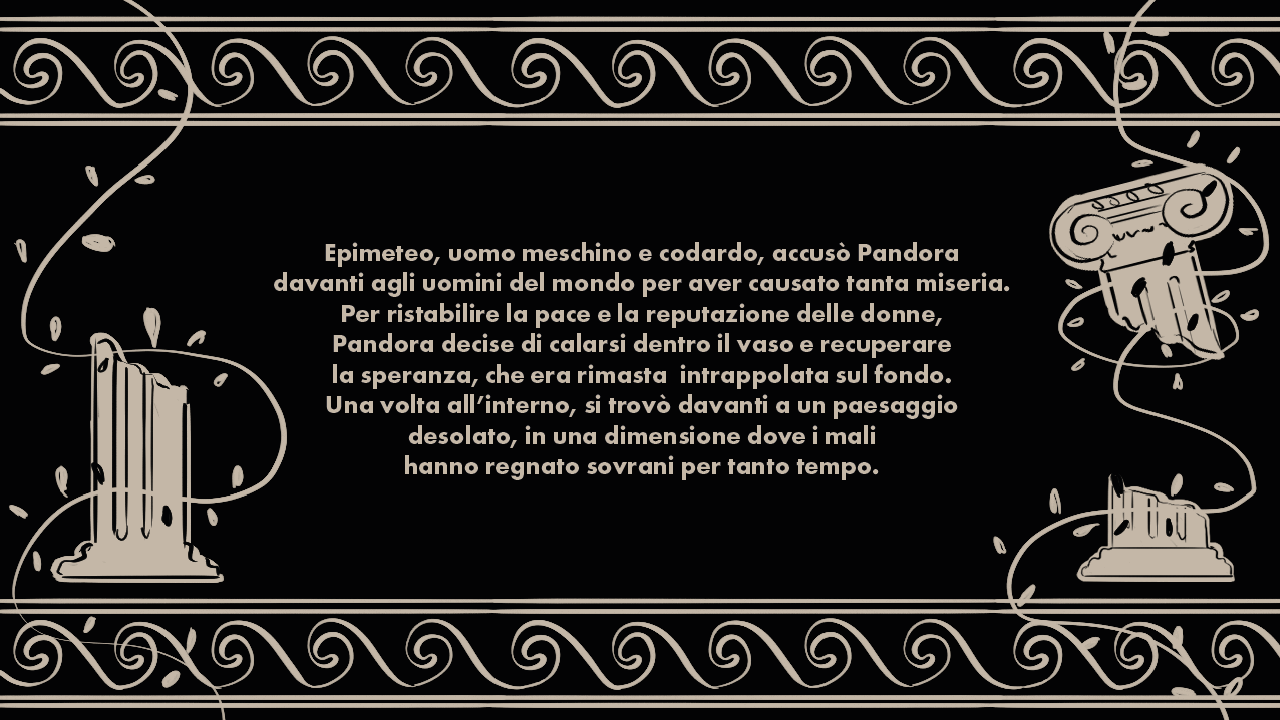 Epimeteo, uomo meschino e codardo, accusò Pandora
davanti agli uomini del mondo per aver causato tanta miseria.
Per ristabilire la pace e la reputazione delle donne,
Pandora decise di calarsi dentro il vaso e recuperare
la speranza, che era rimasta  intrappolata sul fondo.
Una volta all’interno, si trovò davanti a un paesaggio
desolato, in una dimensione dove i mali
hanno regnato sovrani per tanto tempo.